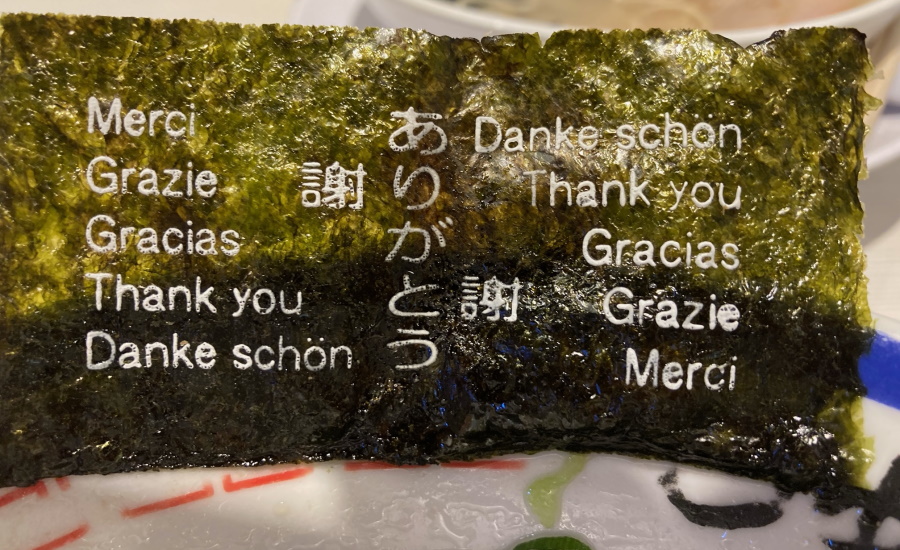 Merci
Grazie
Gracias
Thank you
Danke schön
謝
ありがとう
謝
Danke schön
Thank you
Gracias
Grazie
Merci